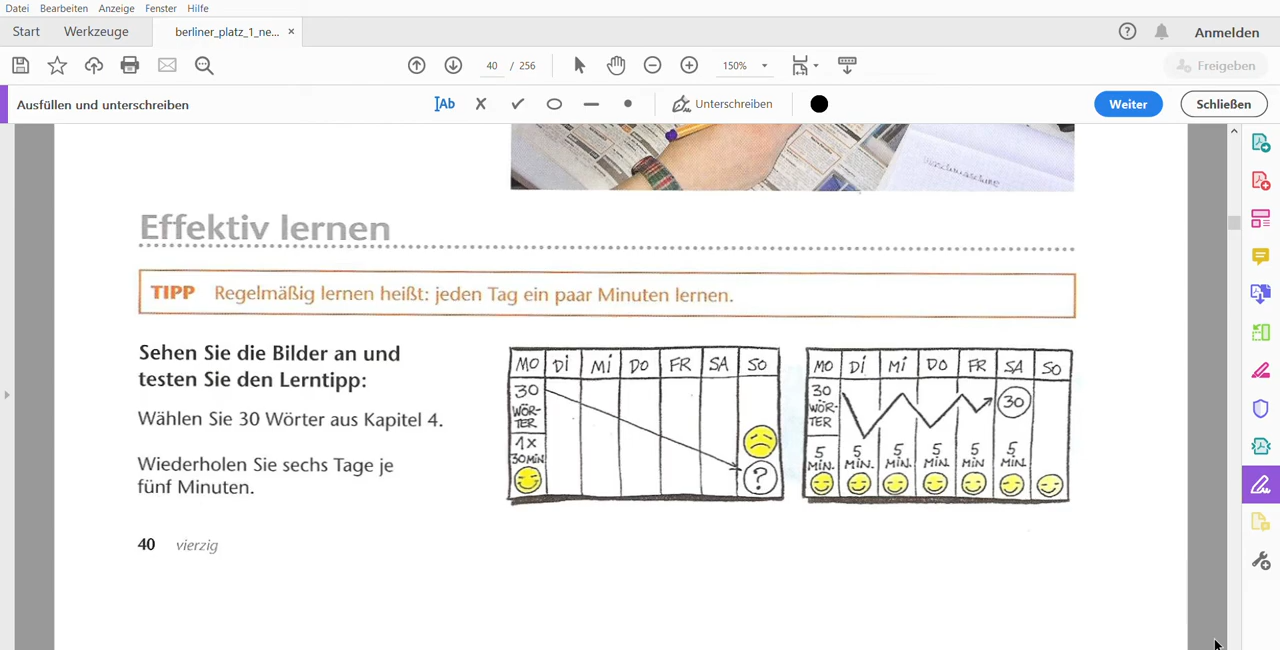 Datei Bearbeiten Anzeige Fenster Hilfe
Start Werkzeuge berliner_platz_1_ne... × Anmelden
40 / 256 150% Freigeben
Ausfüllen und unterschreiben IAb Unterschreiben Weiter Schließen
Waschmaschine
Effektiv lernen
TIPP Regelmäßig lernen heißt: jeden Tag ein paar Minuten lernen.
Sehen Sie die Bilder an und
testen Sie den Lerntipp:
Wählen Sie 30 Wörter aus Kapitel 4.
Wiederholen Sie sechs Tage je
fünf Minuten.
MO DI MI DO FR SA SO
30
WÖR-
TER
1x
30 MIN
?
MO DI MI DO FR SA SO
30
WÖR-
TER
30
5 5 5 5 5 5
MIN. MIN. MIN. MIN. MIN MIN.
40 vierzig